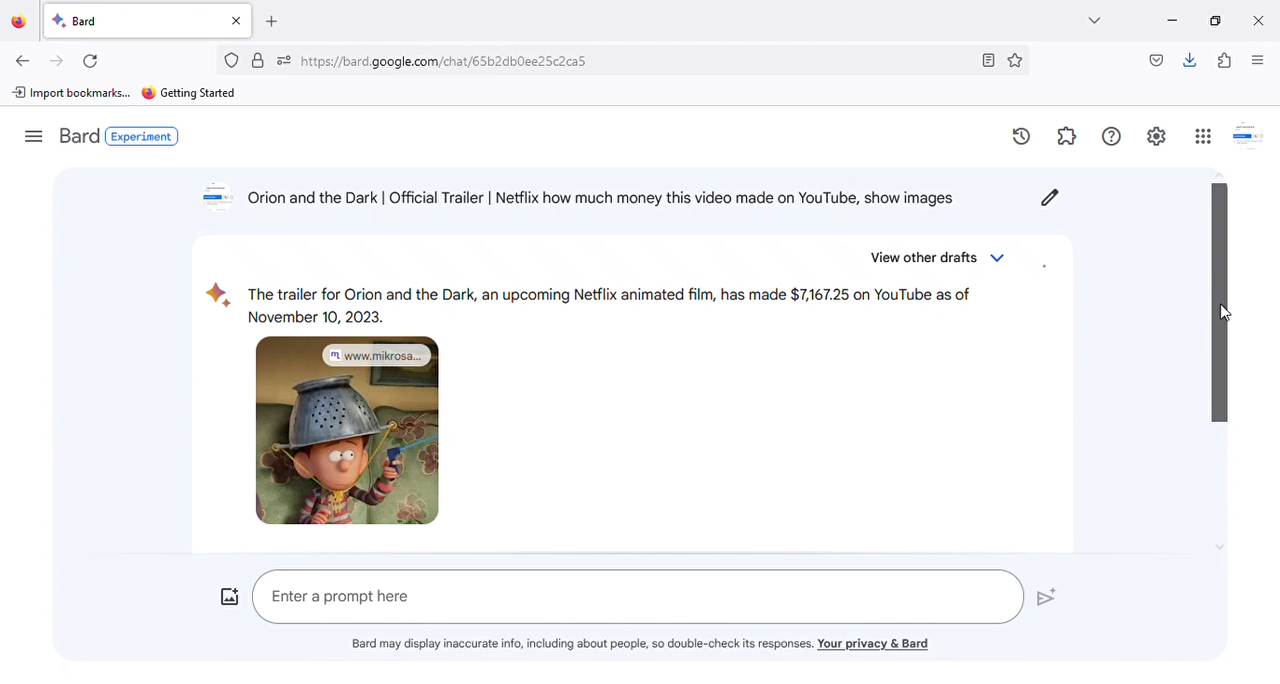 Bard
https://bard.google.com/chat/65b2db0ee25c2ca5
Import bookmarks...
Getting Started
Bard Experiment
Orion and the Dark | Official Trailer | Netflix how much money this video made on YouTube, show images
View other drafts
The trailer for Orion and the Dark, an upcoming Netflix animated film, has made $7,167.25 on YouTube as of
November 10, 2023.
www.mikrosa...
Enter a prompt here
Bard may display inaccurate info, including about people, so double-check its responses. Your privacy & Bard